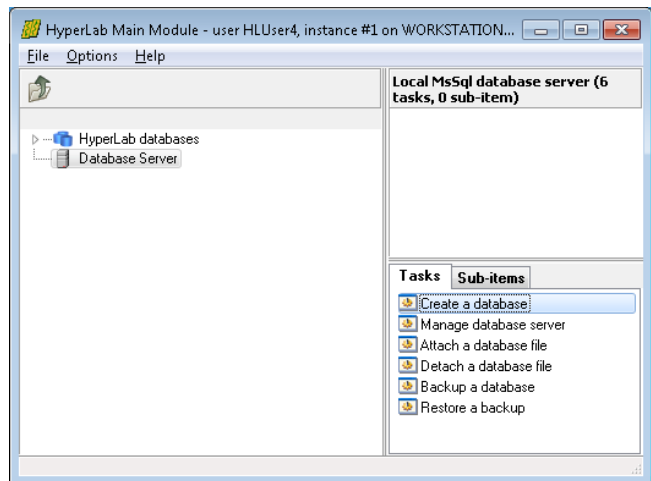 HyperLab Main Module - user HLUser4, instance #1 on WORKSTATION...
File Options Help
HyperLab databases
Database Server
Local MsSql database server (6
tasks, 0 sub-item)
Tasks Sub-items
Create a database
Manage database server
Attach a database file
Detach a database file
Backup a database
Restore a backup